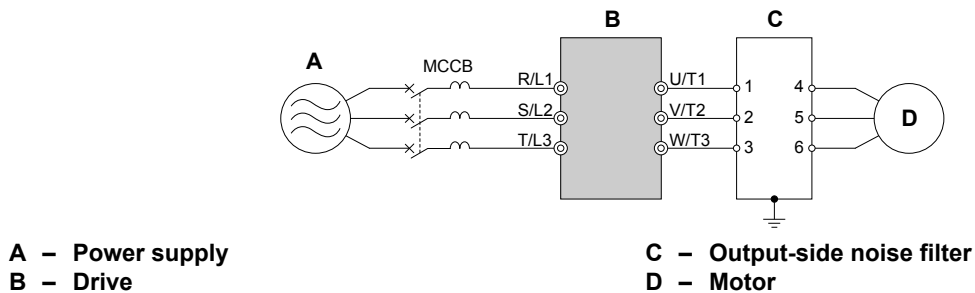 B
C
A
MCCB
R/L1
U/T1
1
4
S/L2
V/T2
2
5
D
T/L3
W/T3
3
6
A – Power supply
B – Drive
C – Output-side noise filter
D – Motor